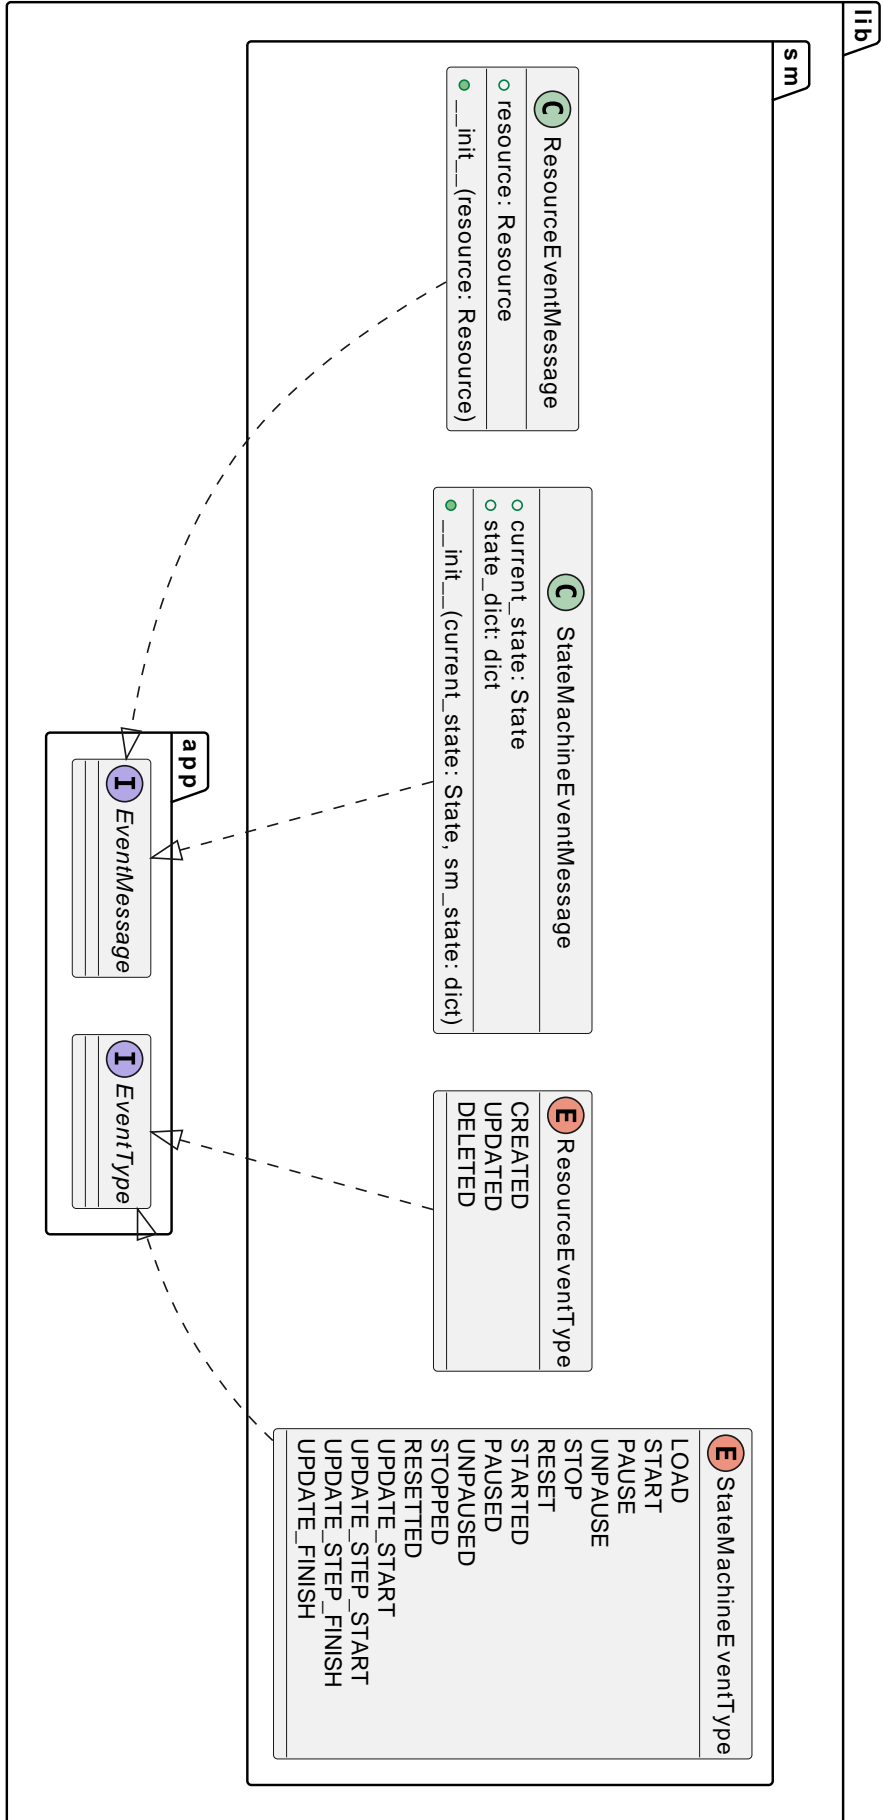 lib
sm
C ResourceEventMessage
resource: Resource
__init__(resource: Resource)
C StateMachineEventMessage
current_state: State
state_dict: dict
__init__(current_state: State, sm_state: dict)
E ResourceEventType
CREATED
UPDATED
DELETED
E StateMachineEventType
LOAD
START
PAUSE
UNPAUSE
STOP
RESET
STARTED
PAUSED
UNPAUSED
STOPPED
RESETTED
UPDATE_START
UPDATE_STEP_START
UPDATE_STEP_FINISH
UPDATE_FINISH
app
I EventMessage
I EventType